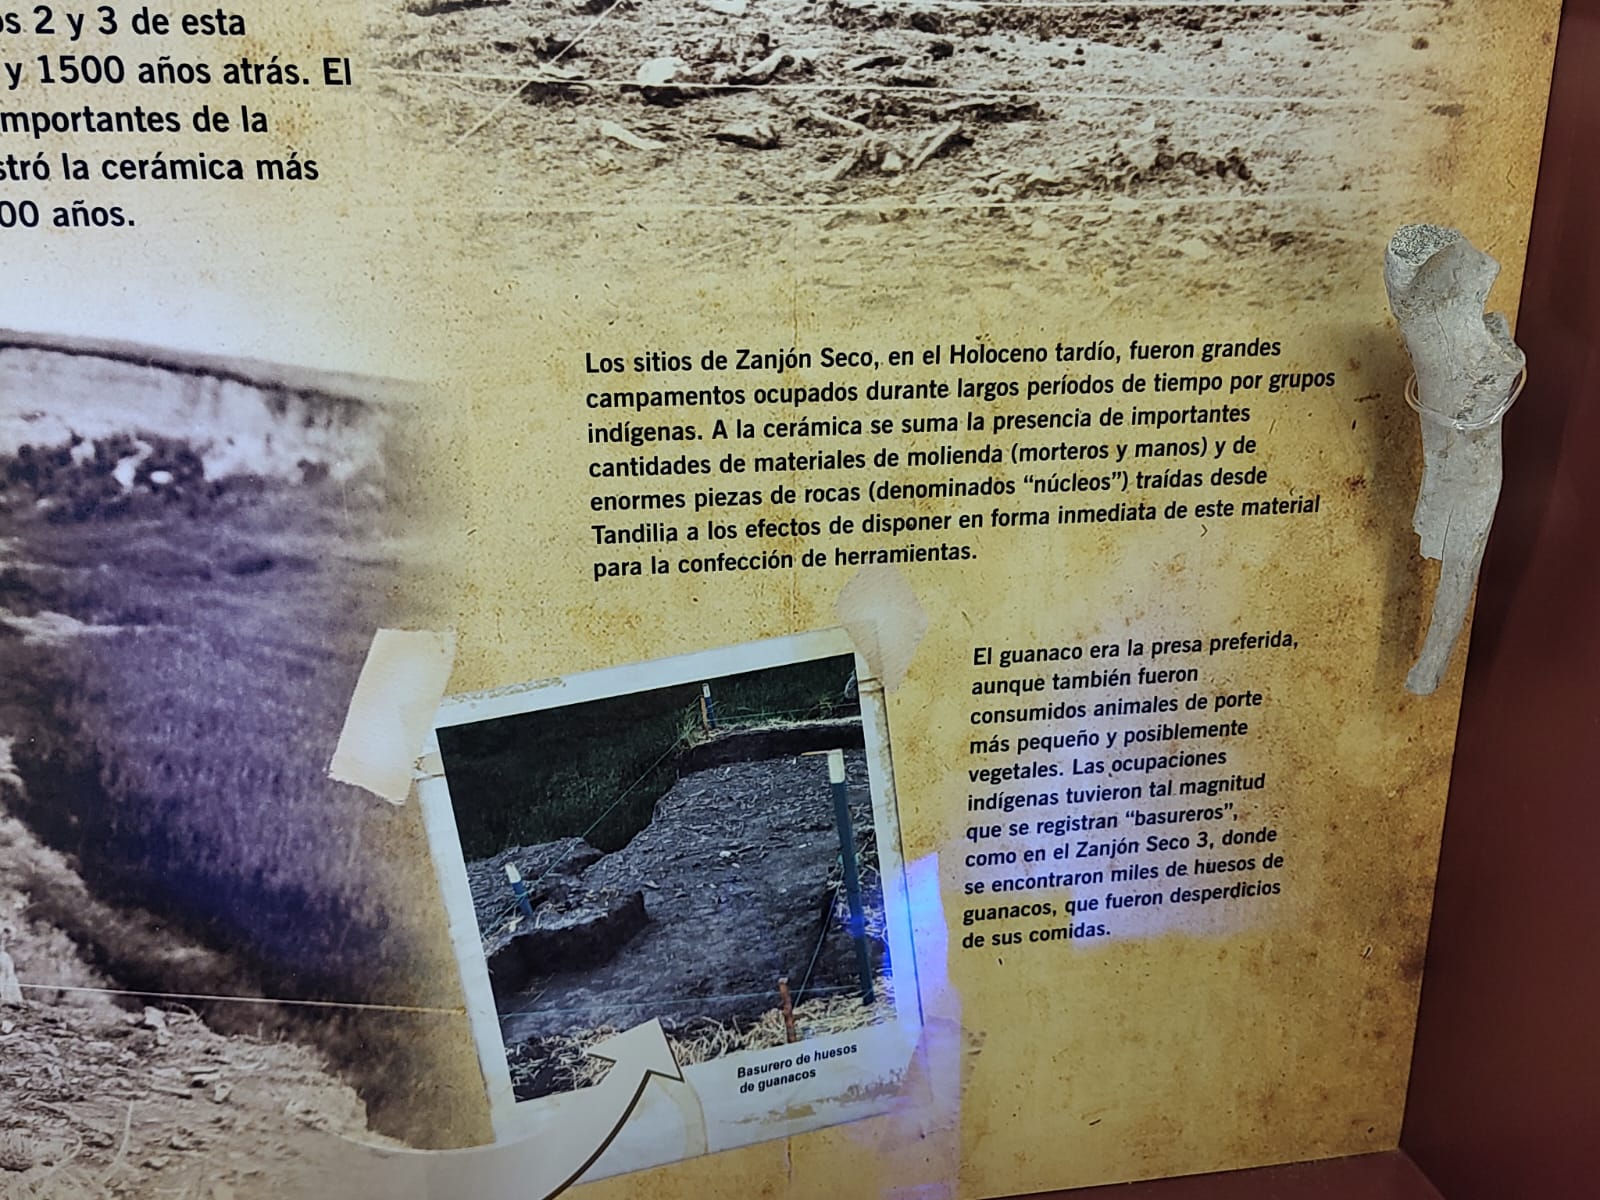 2 y 3 de esta
y 1500 años atrás. El
mportantes de la
stró la cerámica más
00 años.
Los sitios de Zanjón Seco, en el Holoceno tardío, fueron grandes
campamentos ocupados durante largos períodos de tiempo por grupos
indígenas. A la cerámica se suma la presencia de importantes
cantidades de materiales de molienda (morteros y manos) y de
enormes piezas de rocas (denominados “núcleos”) traídas desde
Tandilia a los efectos de disponer en forma inmediata de este material
para la confección de herramientas.
El guanaco era la presa preferida,
aunque también fueron
consumidos animales de porte
más pequeño y posiblemente
vegetales. Las ocupaciones
indígenas tuvieron tal magnitud
que se registran “basureros”,
como en el Zanjón Seco 3, donde
se encontraron miles de huesos de
guanacos, que fueron desperdicios
de sus comidas.
Basurero de huesos
de guanacos